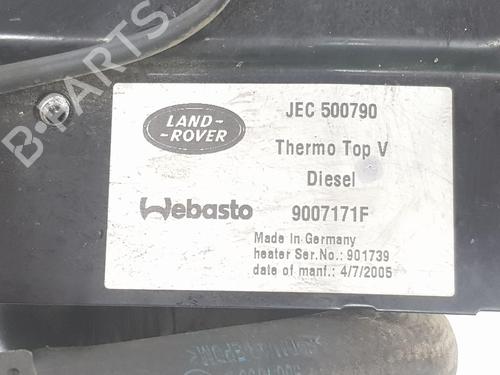 B-PARTS
LAND-
-ROVER
JEC 500790
Thermo Top V
Diesel
Webasto 9007171F
Made In Germany
heater Ser.No.: 901739
date of manf.: 4/7/2005